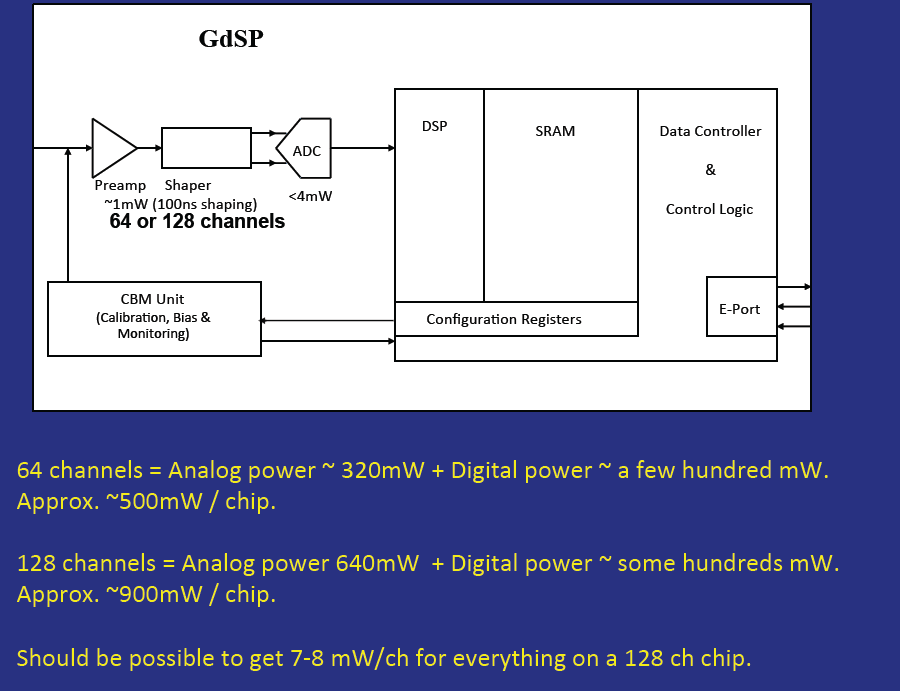 GdSP
DSP
SRAM
Data Controller
&
Control Logic
ADC
Preamp Shaper
~1mW (100ns shaping)
<4mW
64 or 128 channels
CBM Unit
(Calibration, Bias &
Monitoring)
Configuration Registers
E-Port
64 channels = Analog power ~ 320mW + Digital power ~ a few hundred mW.
Approx. ~500mW / chip.
128 channels = Analog power 640mW + Digital power ~ some hundreds mW.
Approx. ~900mW / chip.
Should be possible to get 7-8 mW/ch for everything on a 128 ch chip.